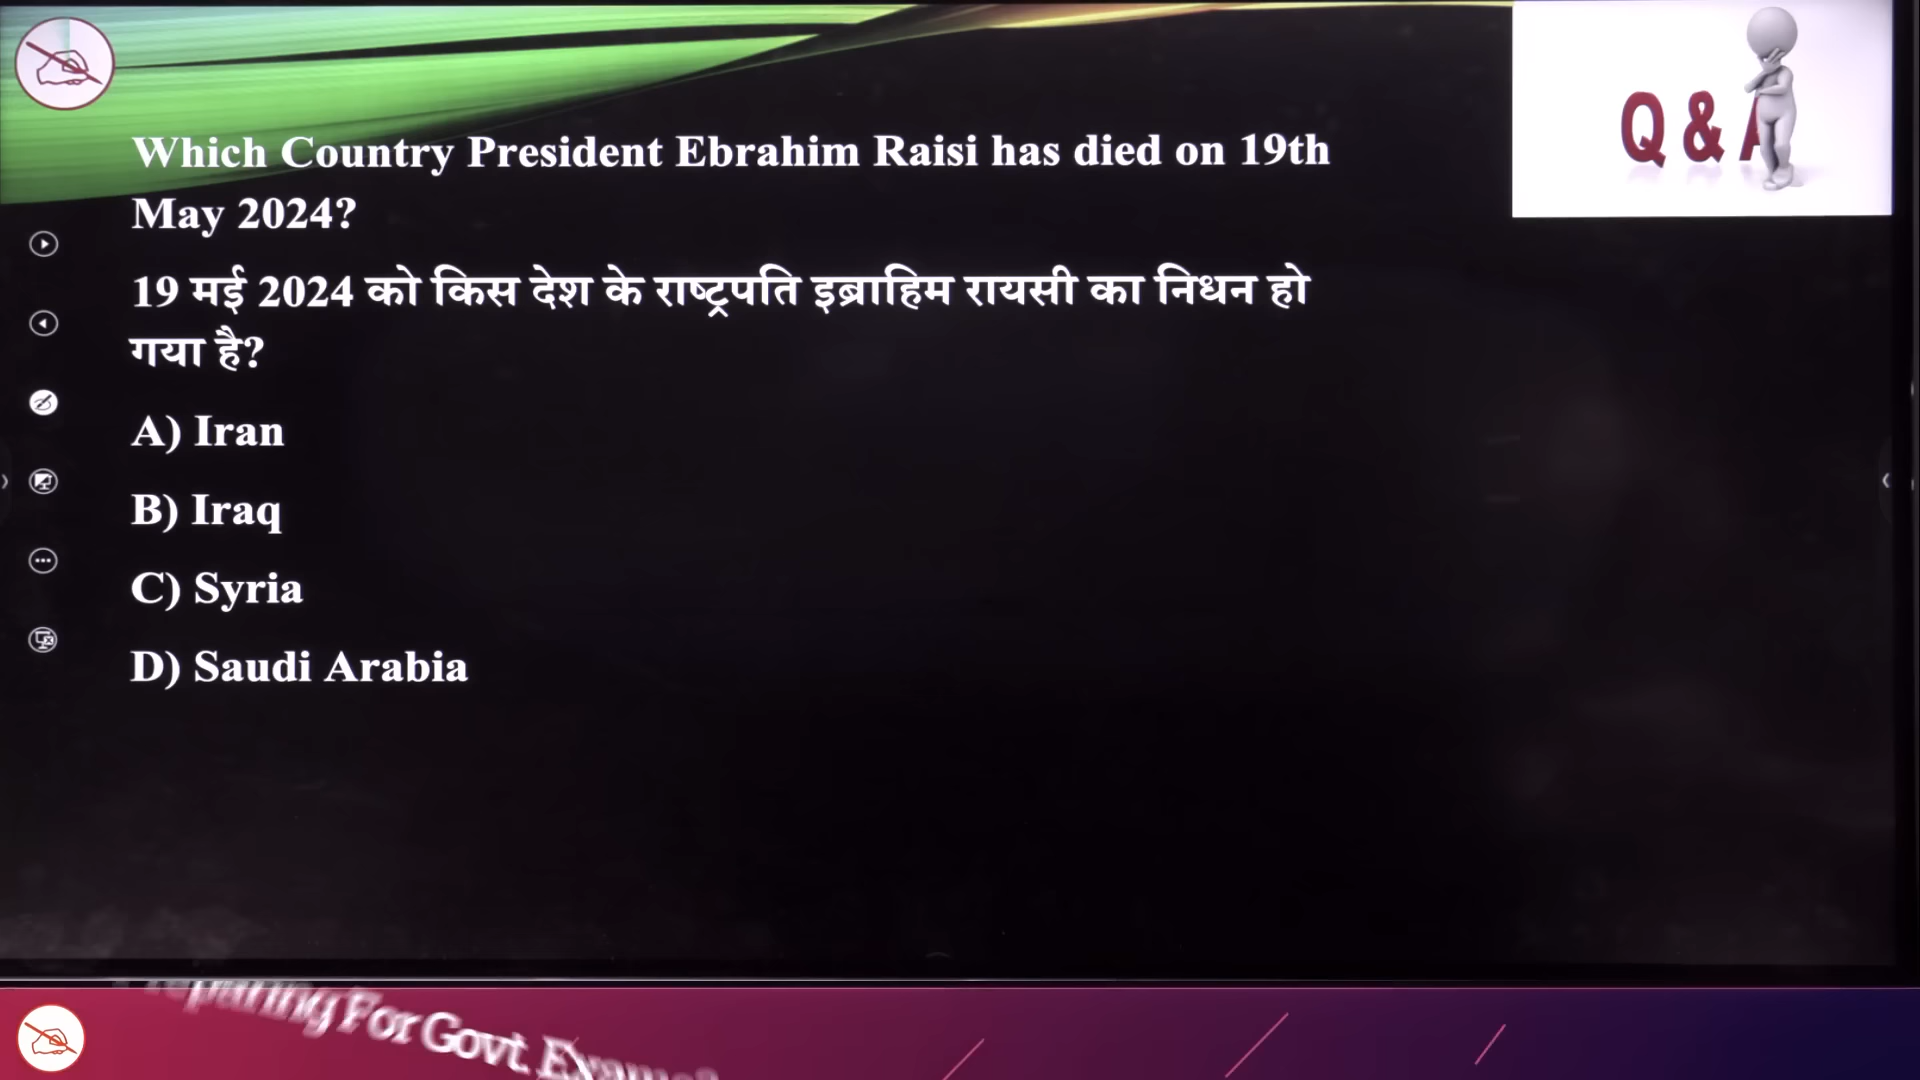 Q & A
Which Country President Ebrahim Raisi has died on 19th
May 2024?
19 मई 2024 को किस देश के राष्ट्रपति इब्राहिम रायसी का निधन हो
गया है?
A) Iran
B) Iraq
C) Syria
D) Saudi Arabia
Preparing For Govt. Exams?